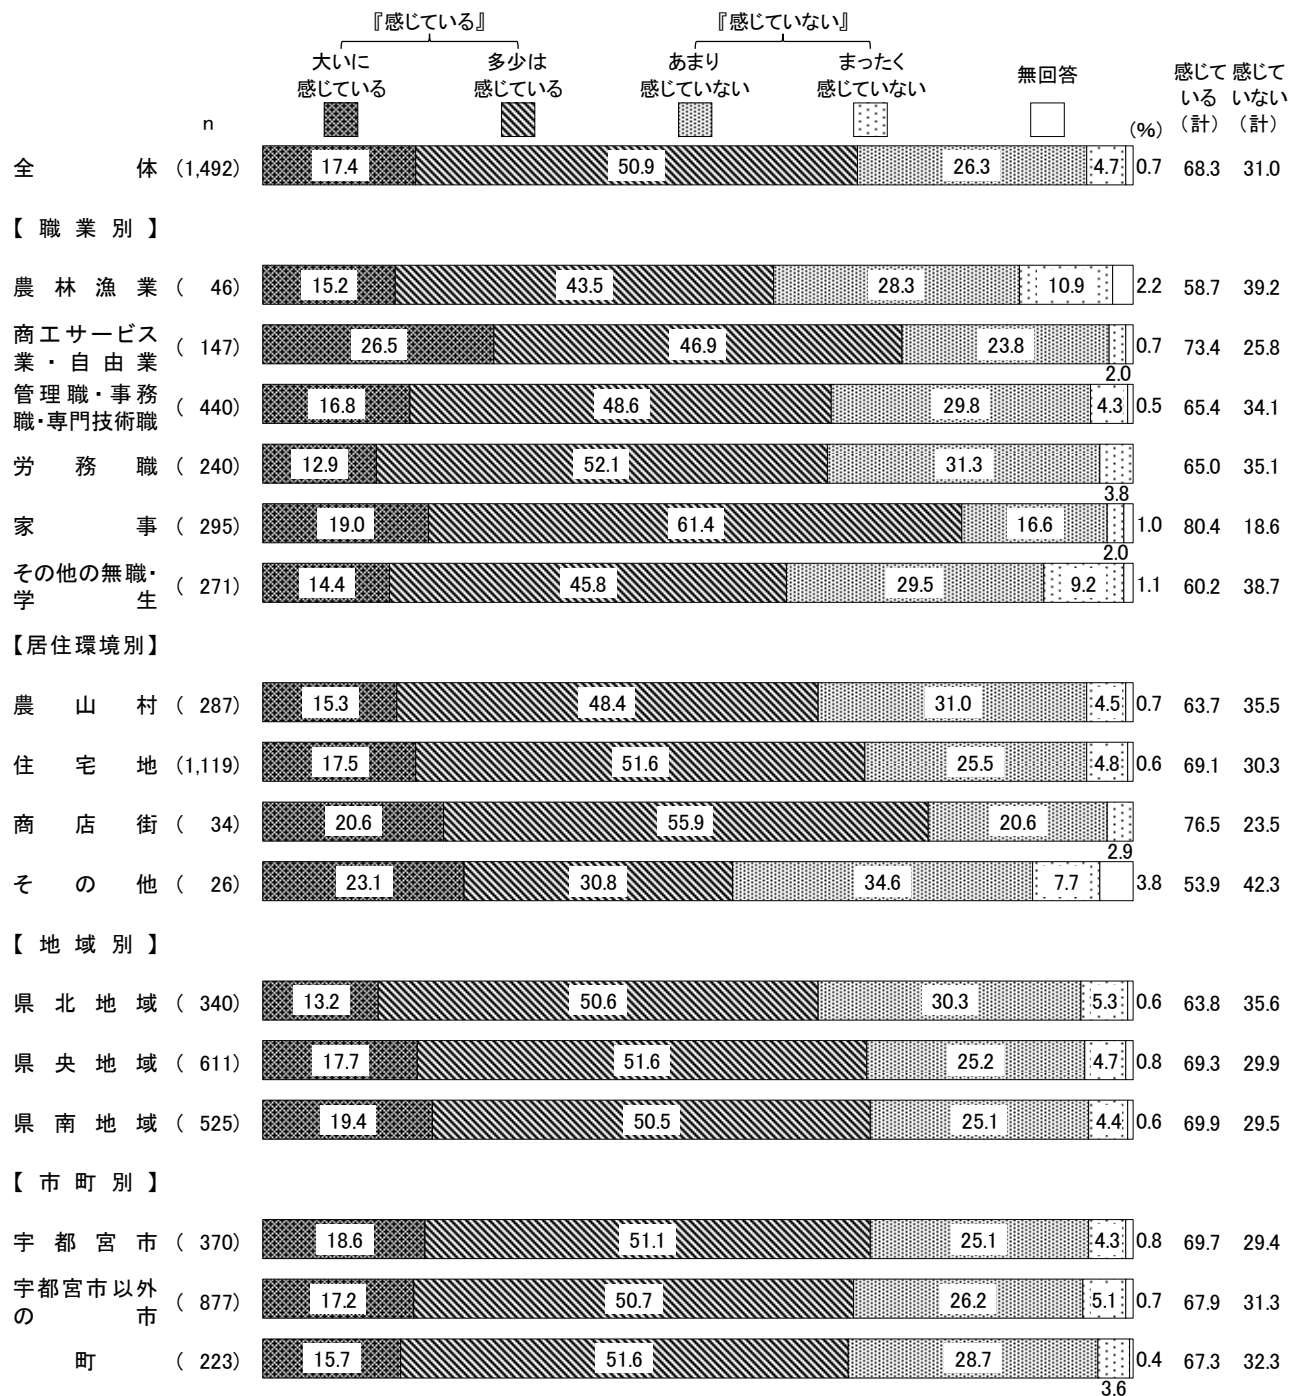 『感じている』 『感じていない』
大いに 多少は あまり まったく 無回答 感じて 感じて
感じている 感じている 感じていない 感じていない いる いない
n (%) （計） （計）
全体 (1,492) 17.4 50.9 26.3 4.7 0.7 68.3 31.0
【職業別】
農林漁業 ( 46) 15.2 43.5 28.3 10.9 2.2 58.7 39.2
商工サービス
業・自由業 ( 147) 26.5 46.9 23.8 2.0 0.7 73.4 25.8
管理職・事務
職・専門技術職 ( 440) 16.8 48.6 29.8 4.3 0.5 65.4 34.1
労務職 ( 240) 12.9 52.1 31.3 3.8 65.0 35.1
家事 ( 295) 19.0 61.4 16.6 2.0 1.0 80.4 18.6
その他の無職・
学生 ( 271) 14.4 45.8 29.5 9.2 1.1 60.2 38.7
【居住環境別】
農山村 ( 287) 15.3 48.4 31.0 4.5 0.7 63.7 35.5
住宅地 (1,119) 17.5 51.6 25.5 4.8 0.6 69.1 30.3
商店街 ( 34) 20.6 55.9 20.6 2.9 76.5 23.5
その他 ( 26) 23.1 30.8 34.6 7.7 3.8 53.9 42.3
【地域別】
県北地域 ( 340) 13.2 50.6 30.3 5.3 0.6 63.8 35.6
県央地域 ( 611) 17.7 51.6 25.2 4.7 0.8 69.3 29.9
県南地域 ( 525) 19.4 50.5 25.1 4.4 0.6 69.9 29.5
【市町別】
宇都宮市 ( 370) 18.6 51.1 25.1 4.3 0.8 69.7 29.4
宇都宮市以外
の市 ( 877) 17.2 50.7 26.2 5.1 0.7 67.9 31.3
町 ( 223) 15.7 51.6 28.7 3.6 0.4 67.3 32.3